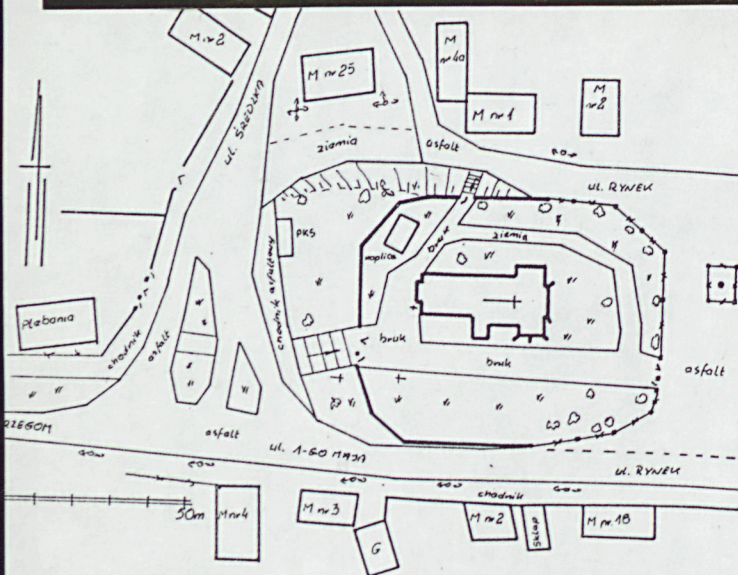 M nr 2
M nr 25
M
nr 4a
M nr 1
M
nr 2
ul. ŚREDZKA
ziemia
asfalt
ul. RYNEK
PKS
kaplica
ziemia
chodnik asfaltowy
Plebania
chodnik
asfalt
bruk
bruk
asfalt
RZEGOM
asfalt
ul. 1-GO MAJA
ul. RYNEK
chodnik
50m
M nr 4
M nr 3
G
M nr 2
sklep
M nr 18